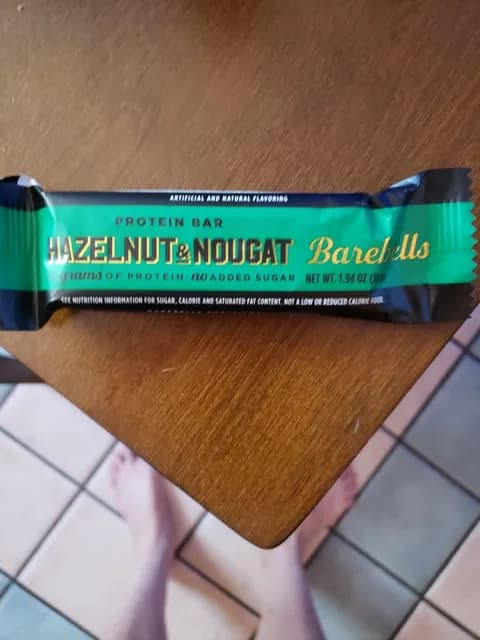 ARTIFICIAL AND NATURAL FLAVORING
PROTEIN BAR
HAZELNUT & NOUGAT
Barebells
grams OF PROTEIN · no ADDED SUGAR
NET WT. 1.94 OZ
SEE NUTRITION INFORMATION FOR SUGAR, CALORIE AND SATURATED FAT CONTENT. NOT A LOW OR REDUCED CALORIE FOOD.